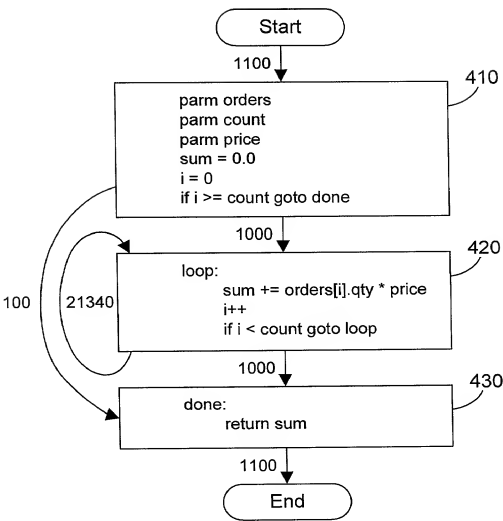 Start
1100
410
parm orders
parm count
parm price
sum = 0.0
i = 0
if i >= count goto done
1000
420
loop:
sum += orders[i].qty * price
i++
if i < count goto loop
100
21340
1000
430
done:
return sum
1100
End